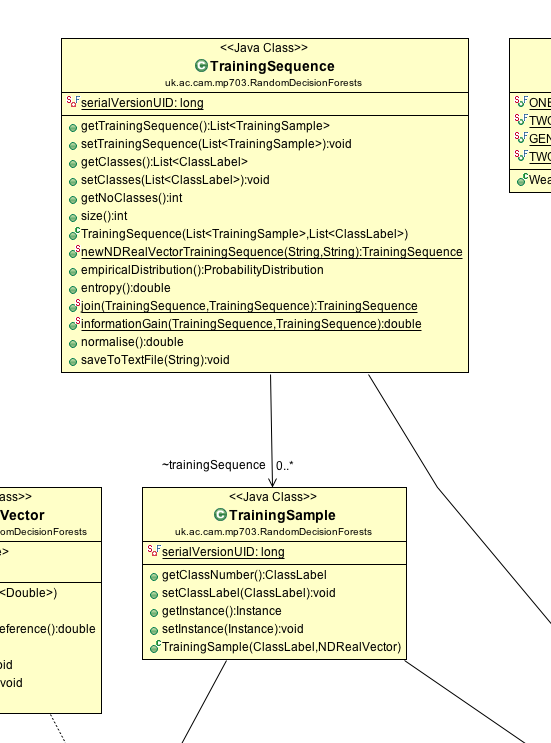 <<Java Class>>
TrainingSequence
uk.ac.cam.mp703.RandomDecisionForests
serialVersionUID: long
getTrainingSequence():List<TrainingSample>
setTrainingSequence(List<TrainingSample>):void
getClasses():List<ClassLabel>
setClasses(List<ClassLabel>):void
getNoClasses():int
size():int
TrainingSequence(List<TrainingSample>,List<ClassLabel>)
newNDRealVectorTrainingSequence(String,String):TrainingSequence
empiricalDistribution():ProbabilityDistribution
entropy():double
join(TrainingSequence,TrainingSequence):TrainingSequence
informationGain(TrainingSequence,TrainingSequence):double
normalise():double
saveToTextFile(String):void
ONE
TWO
GEN
TWO
Wea
~trainingSequence 0..*
ass>>
Vector
omDecisionForests
>
<Double>)
eference():double
oid
void
<<Java Class>>
TrainingSample
uk.ac.cam.mp703.RandomDecisionForests
serialVersionUID: long
getClassNumber():ClassLabel
setClassLabel(ClassLabel):void
getInstance():Instance
setInstance(Instance):void
TrainingSample(ClassLabel,NDRealVector)